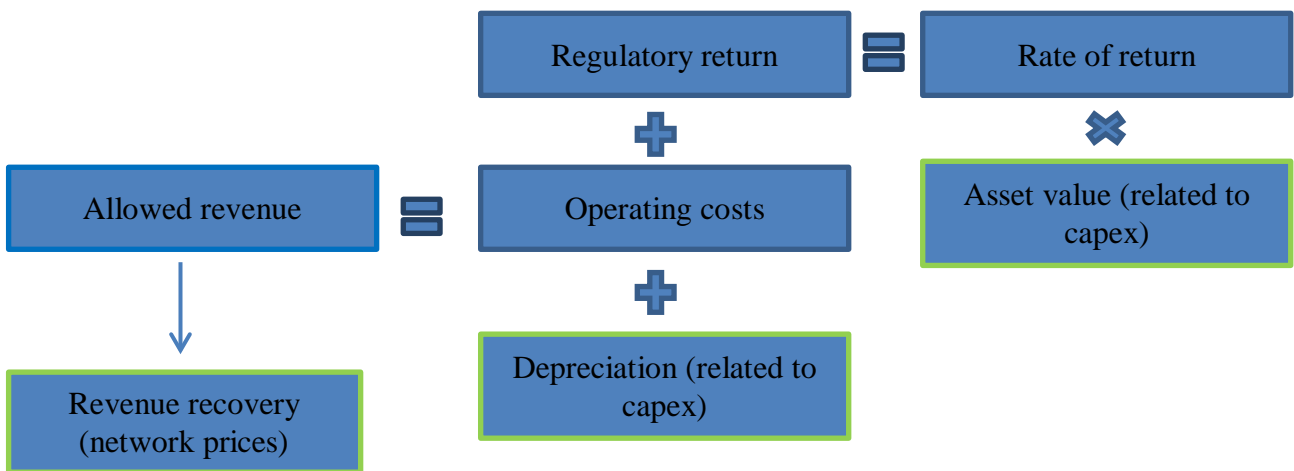 Regulatory return
Rate of return
Allowed revenue
Operating costs
Asset value (related to
capex)
Depreciation (related to
capex)
Revenue recovery
(network prices)